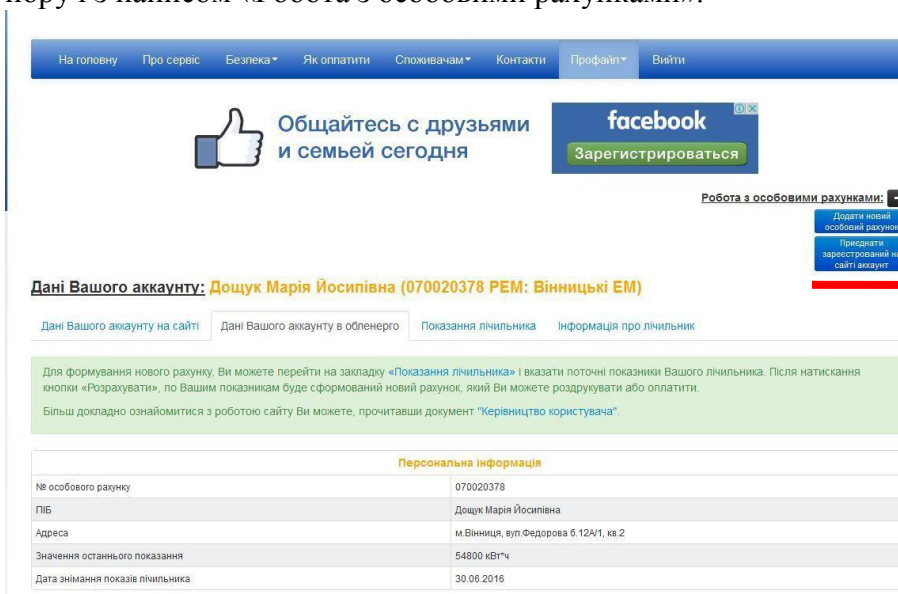 поруч з написом «Робота з особовими рахунками».
На головну Про сервіс Безпека Як оплатити Споживачам Контакти Профайл Вийти
Общайтесь с друзьями
и семьей сегодня
facebook
Зарегистрироваться
Робота з особовими рахунками:
Додати новий
особовий рахунок
Приєднати
зареєстрований на
сайті аккаунт
Дані Вашого аккаунту: Дощук Марія Йосипівна (070020378 РЕМ: Вінницькі ЕМ)
Дані Вашого аккаунту на сайті Дані Вашого аккаунту в обленерго Показання лічильника Інформація про лічильник
Для формування нового рахунку, Ви можете перейти на закладку «Показання лічильника» і вказати поточні показники Вашого лічильника. Після натискання
кнопки «Розрахувати», по Вашим показникам буде сформований новий рахунок, який Ви можете роздрукувати або оплатити.
Більш докладно ознайомитися з роботою сайту Ви можете, прочитавши документ "Керівництво користувача".
Персональна інформація
№ особового рахунку 070020378
ПІБ Дощук Марія Йосипівна
Адреса м.Вінниця, вул.Федорова б.12А/1, кв.2
Значення останнього показання 54800 кВт*ч
Дата знімання показів лічильника 30.06.2016